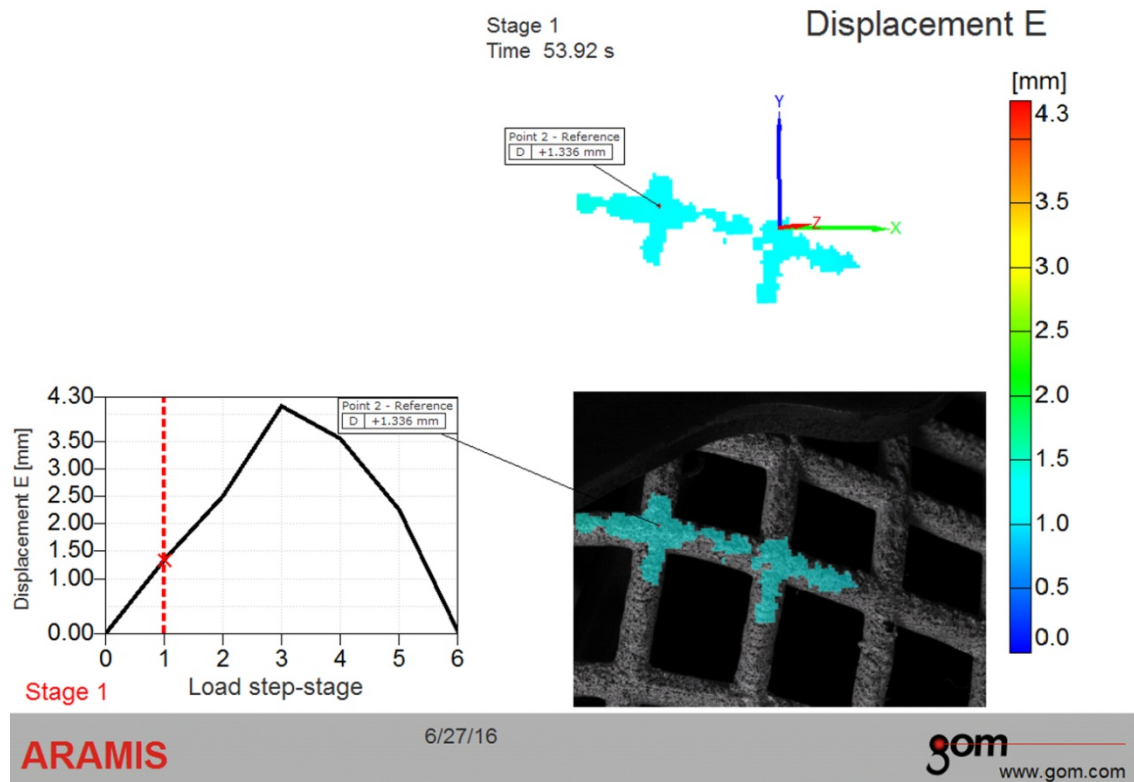 Stage 1
Time 53.92 s
Displacement E
[mm]
4.3
3.5
3.0
2.5
2.0
1.5
1.0
0.5
0.0
Y
Z
X
Point 2 - Reference
D +1.336 mm
Displacement E [mm]
4.30
3.50
3.00
2.50
2.00
1.50
1.00
0.00
Point 2 - Reference
D +1.336 mm
0 1 2 3 4 5 6
Stage 1
Load step-stage
ARAMIS
6/27/16
gom
www.gom.com